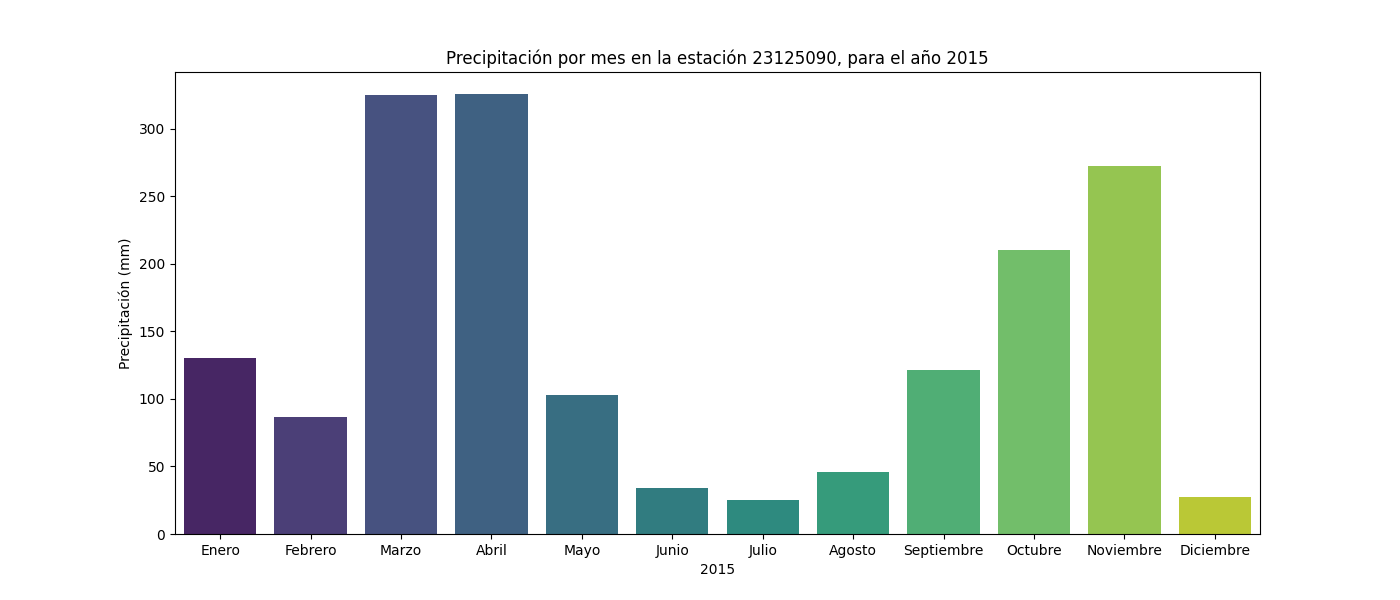 Precipitación por mes en la estación 23125090, para el año 2015
Precipitación (mm)
300
250
200
150
100
50
0
Enero Febrero Marzo Abril Mayo Junio Julio Agosto Septiembre Octubre Noviembre Diciembre
2015